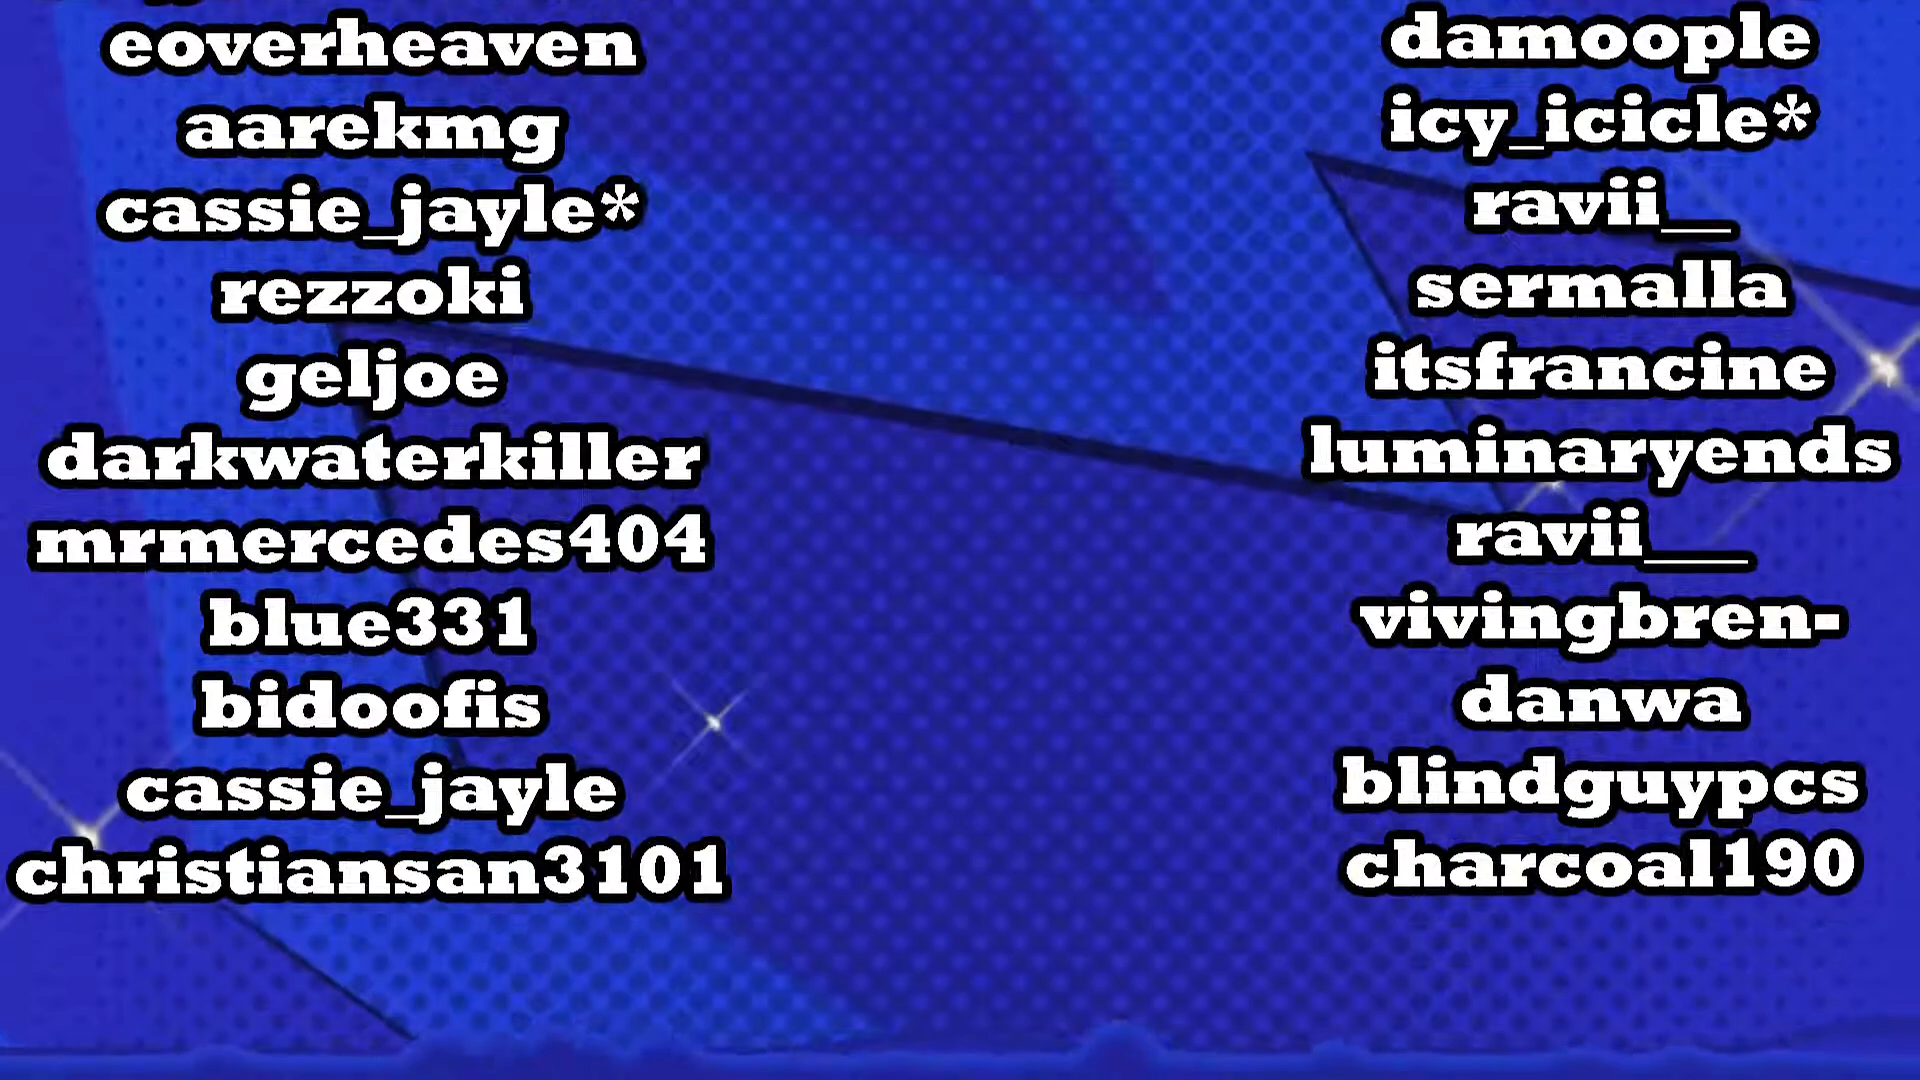 eoverheaven
aarekmg
cassie_jayle*
rezzoki
geljoe
darkwaterkiller
mrmercedes404
blue331
bidoofis
cassie_jayle
christiansan3101
damoople
icy_icicle*
ravii__
sermalla
itsfrancine
luminaryends
ravii___
vivingbren-
danwa
blindguypcs
charcoal190